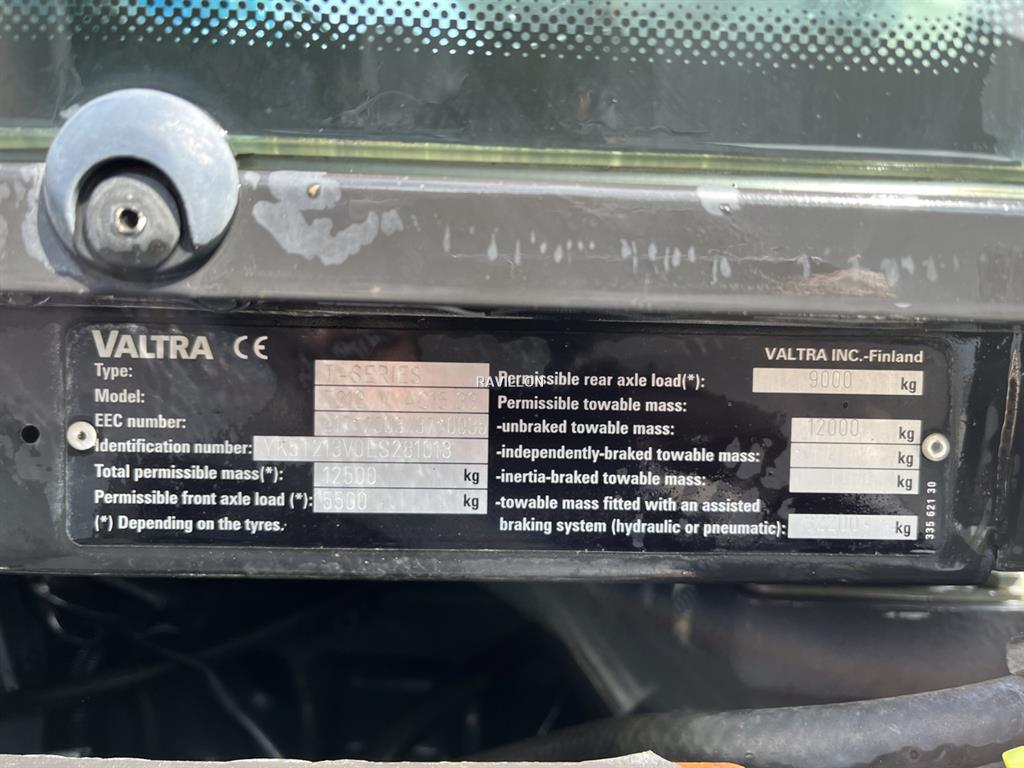 VALTRA CE
VALTRA INC.-Finland
Type: T-SERIES
Model:
EEC number:
Identification number:
Total permissible mass(*): 12500 kg
Permissible front axle load (*): 5500 kg
(*) Depending on the tyres.
Permissible rear axle load(*): 9000 kg
Permissible towable mass:
-unbraked towable mass: 12000 kg
-independently-braked towable mass: kg
-inertia-braked towable mass: kg
-towable mass fitted with an assisted
braking system (hydraulic or pneumatic): kg
335 621 30
RAVILLON